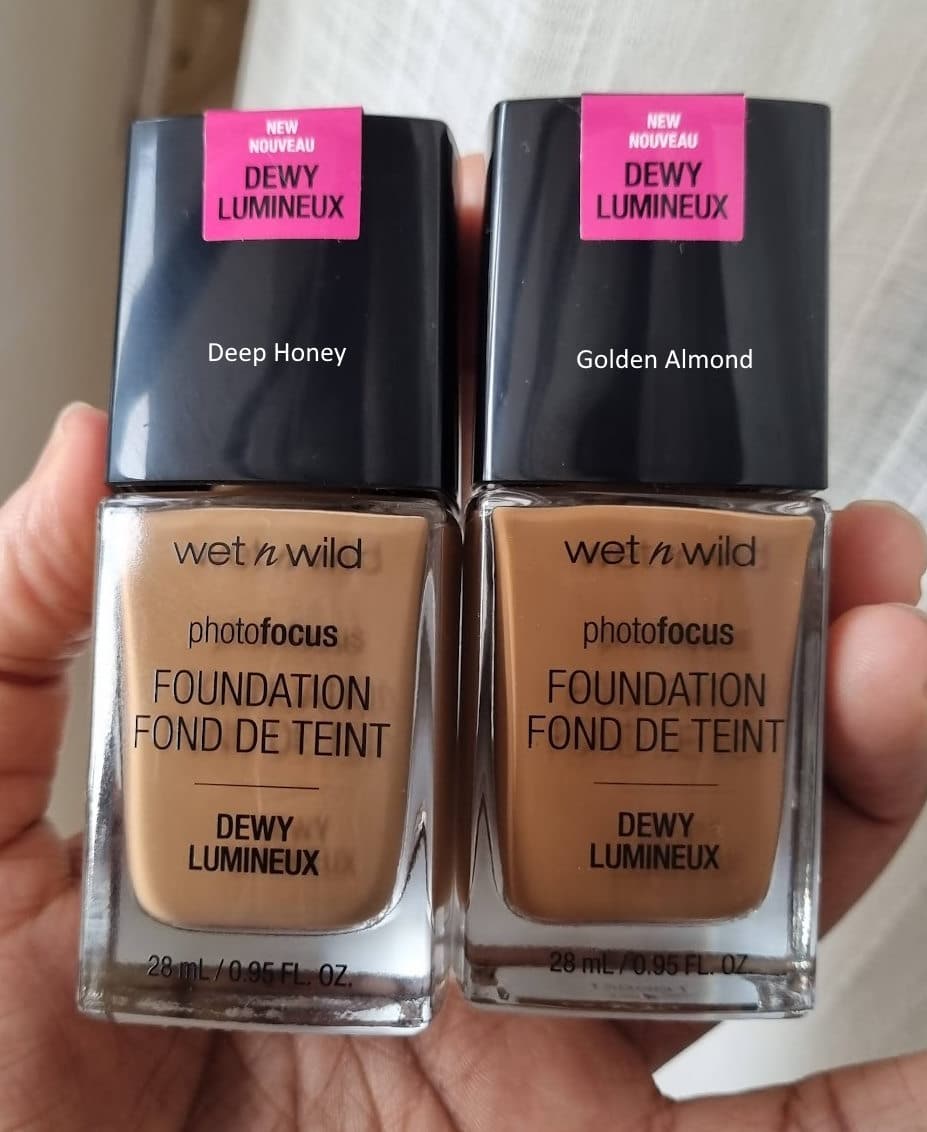 NEW
NOUVEAU
DEWY
LUMINEUX
Deep Honey
wet n wild
photofocus
FOUNDATION
FOND DE TEINT
DEWY
LUMINEUX
28 mL / 0.95 FL. OZ.
NEW
NOUVEAU
DEWY
LUMINEUX
Golden Almond
wet n wild
photofocus
FOUNDATION
FOND DE TEINT
DEWY
LUMINEUX
28 mL / 0.95 FL. OZ.